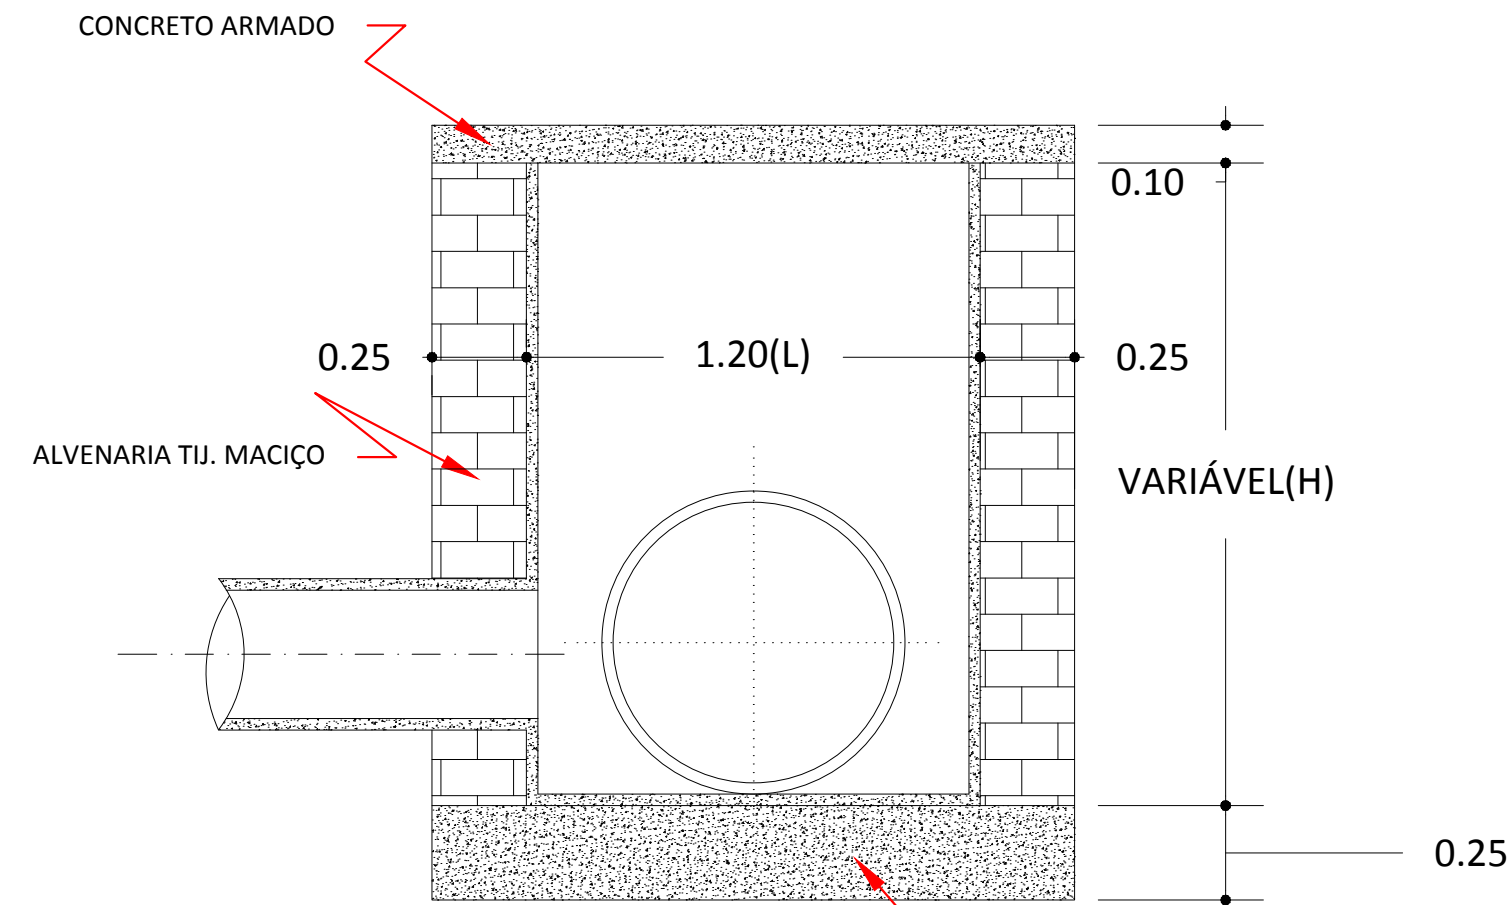 CONCRETO ARMADO
0.10
0.25
1.20(L)
0.25
ALVENARIA TIJ. MACIÇO
VARIÁVEL(H)
0.25